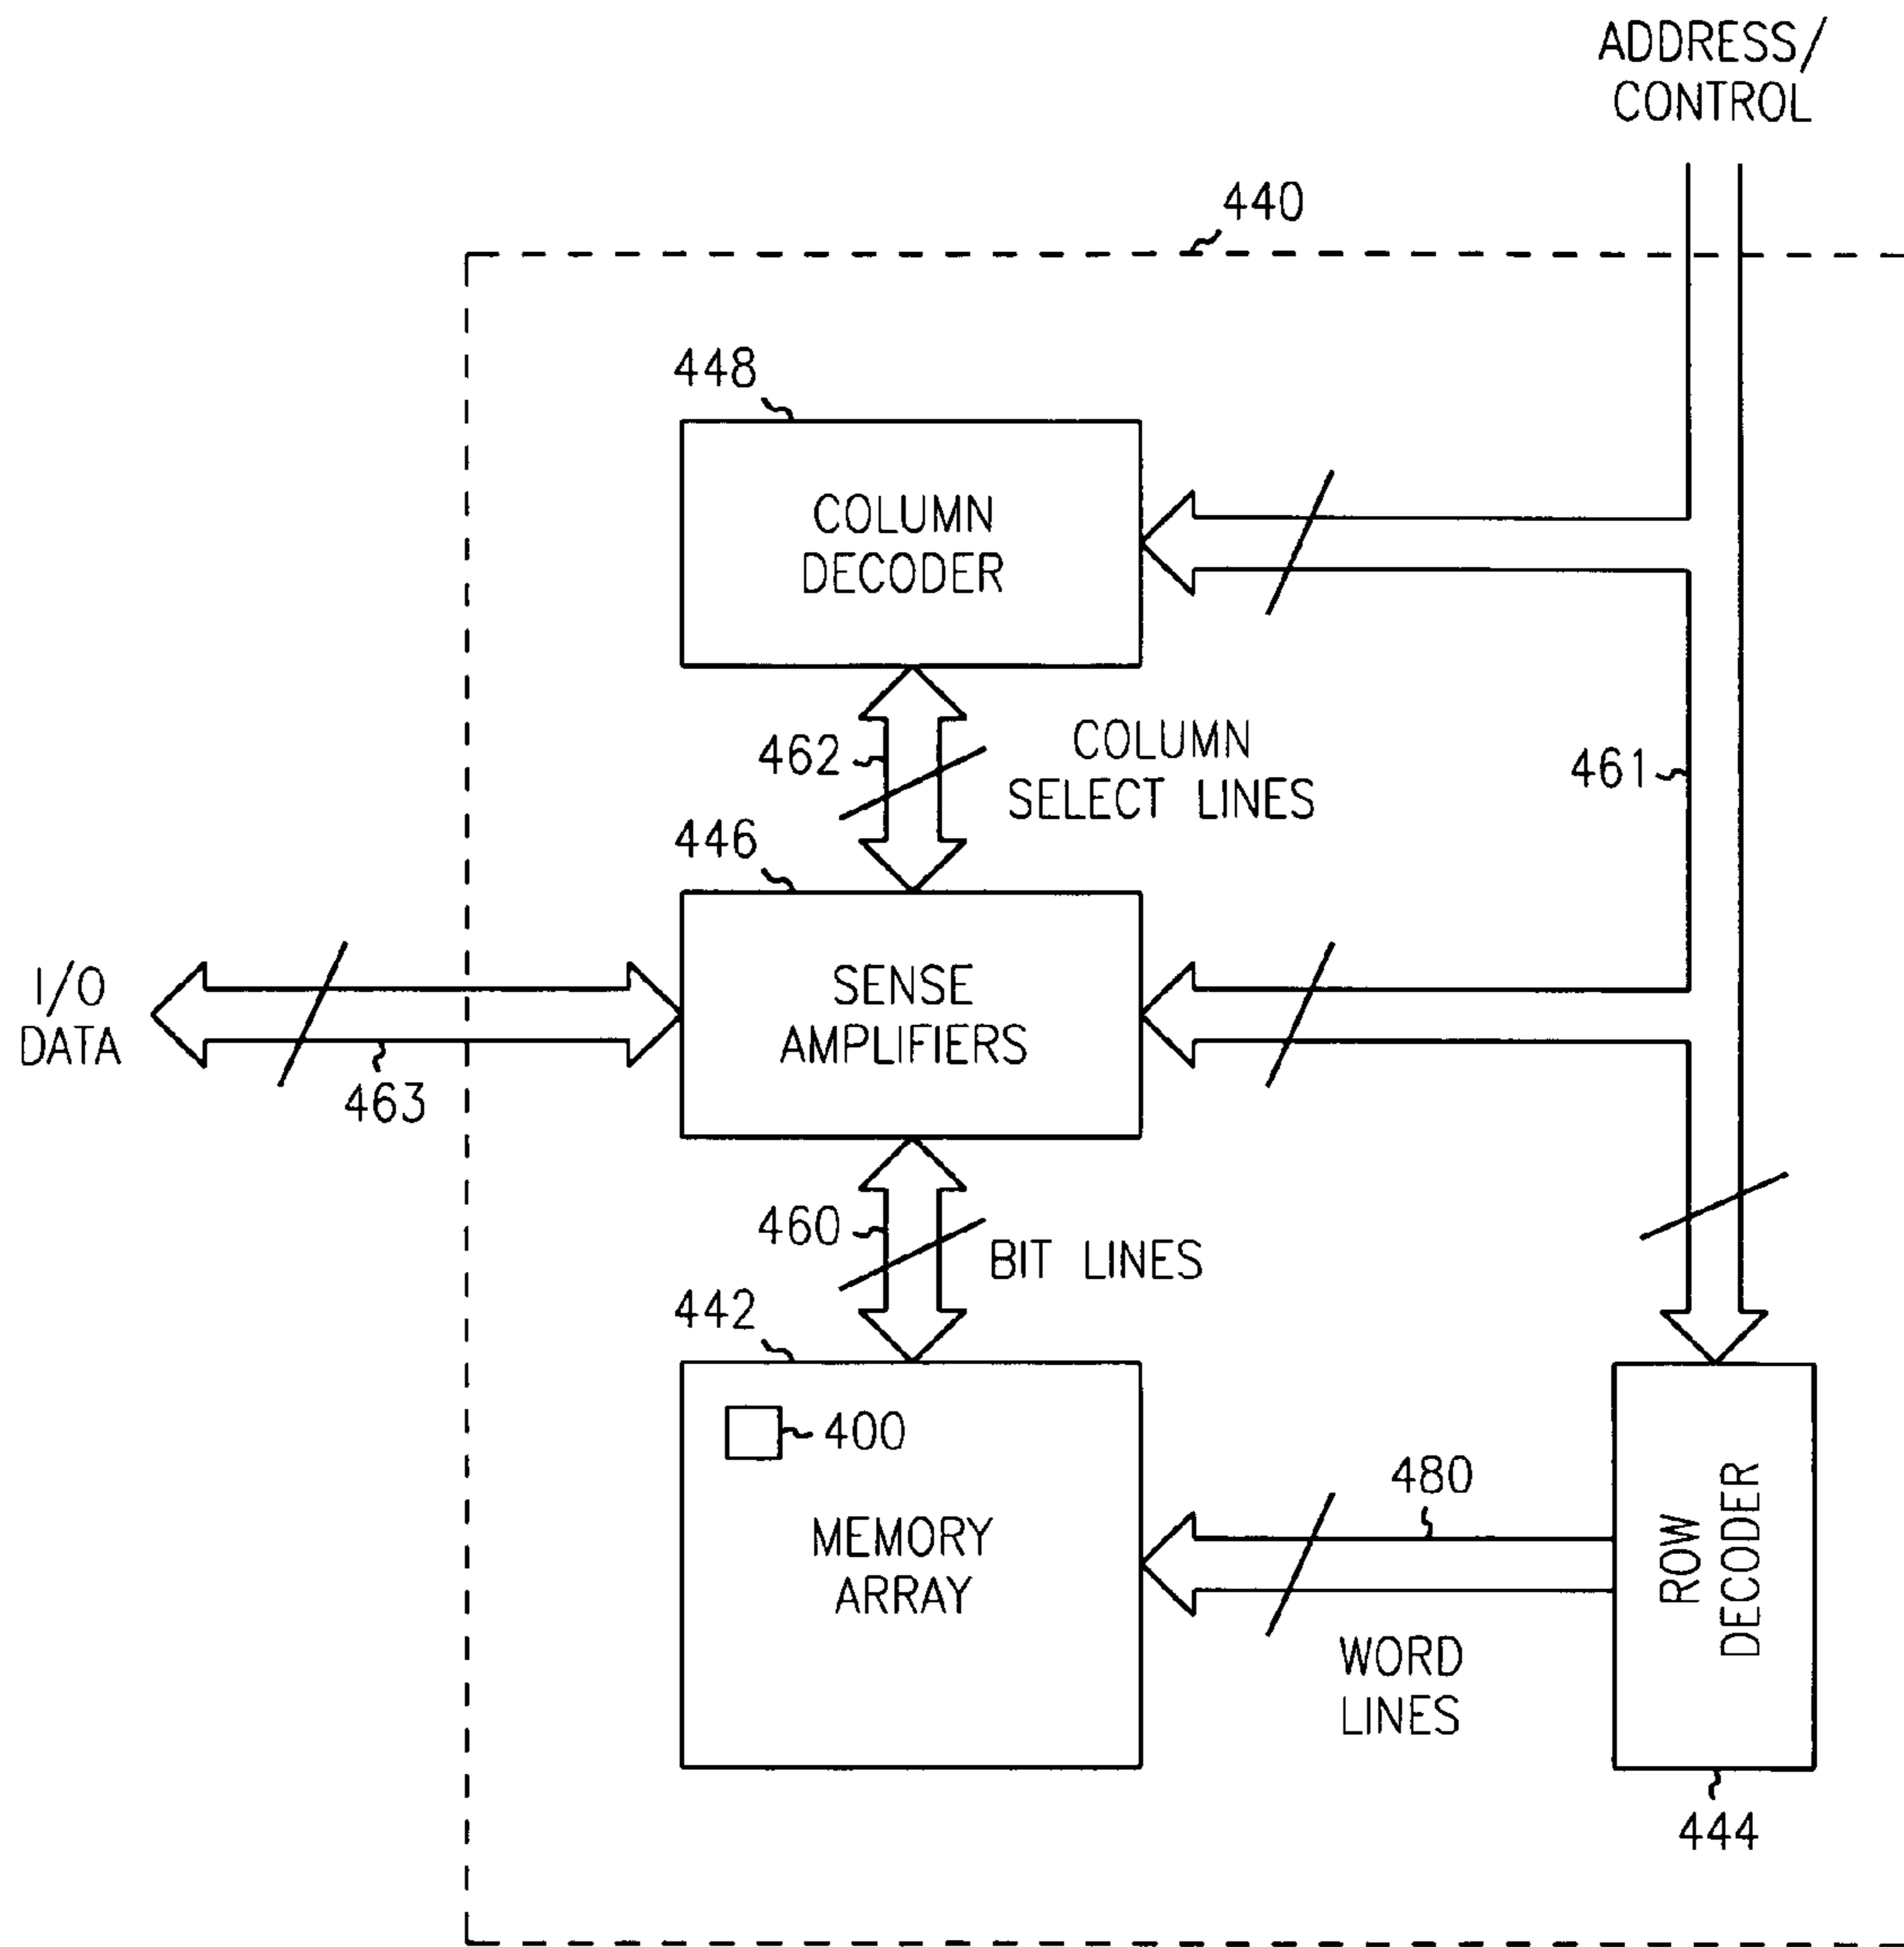 ADDRESS/
CONTROL
440
448
COLUMN
DECODER
462
COLUMN
SELECT LINES
461
446
I/O
DATA
SENSE
AMPLIFIERS
463
460
BIT LINES
442
400
MEMORY
ARRAY
480
WORD
LINES
ROW
DECODER
444